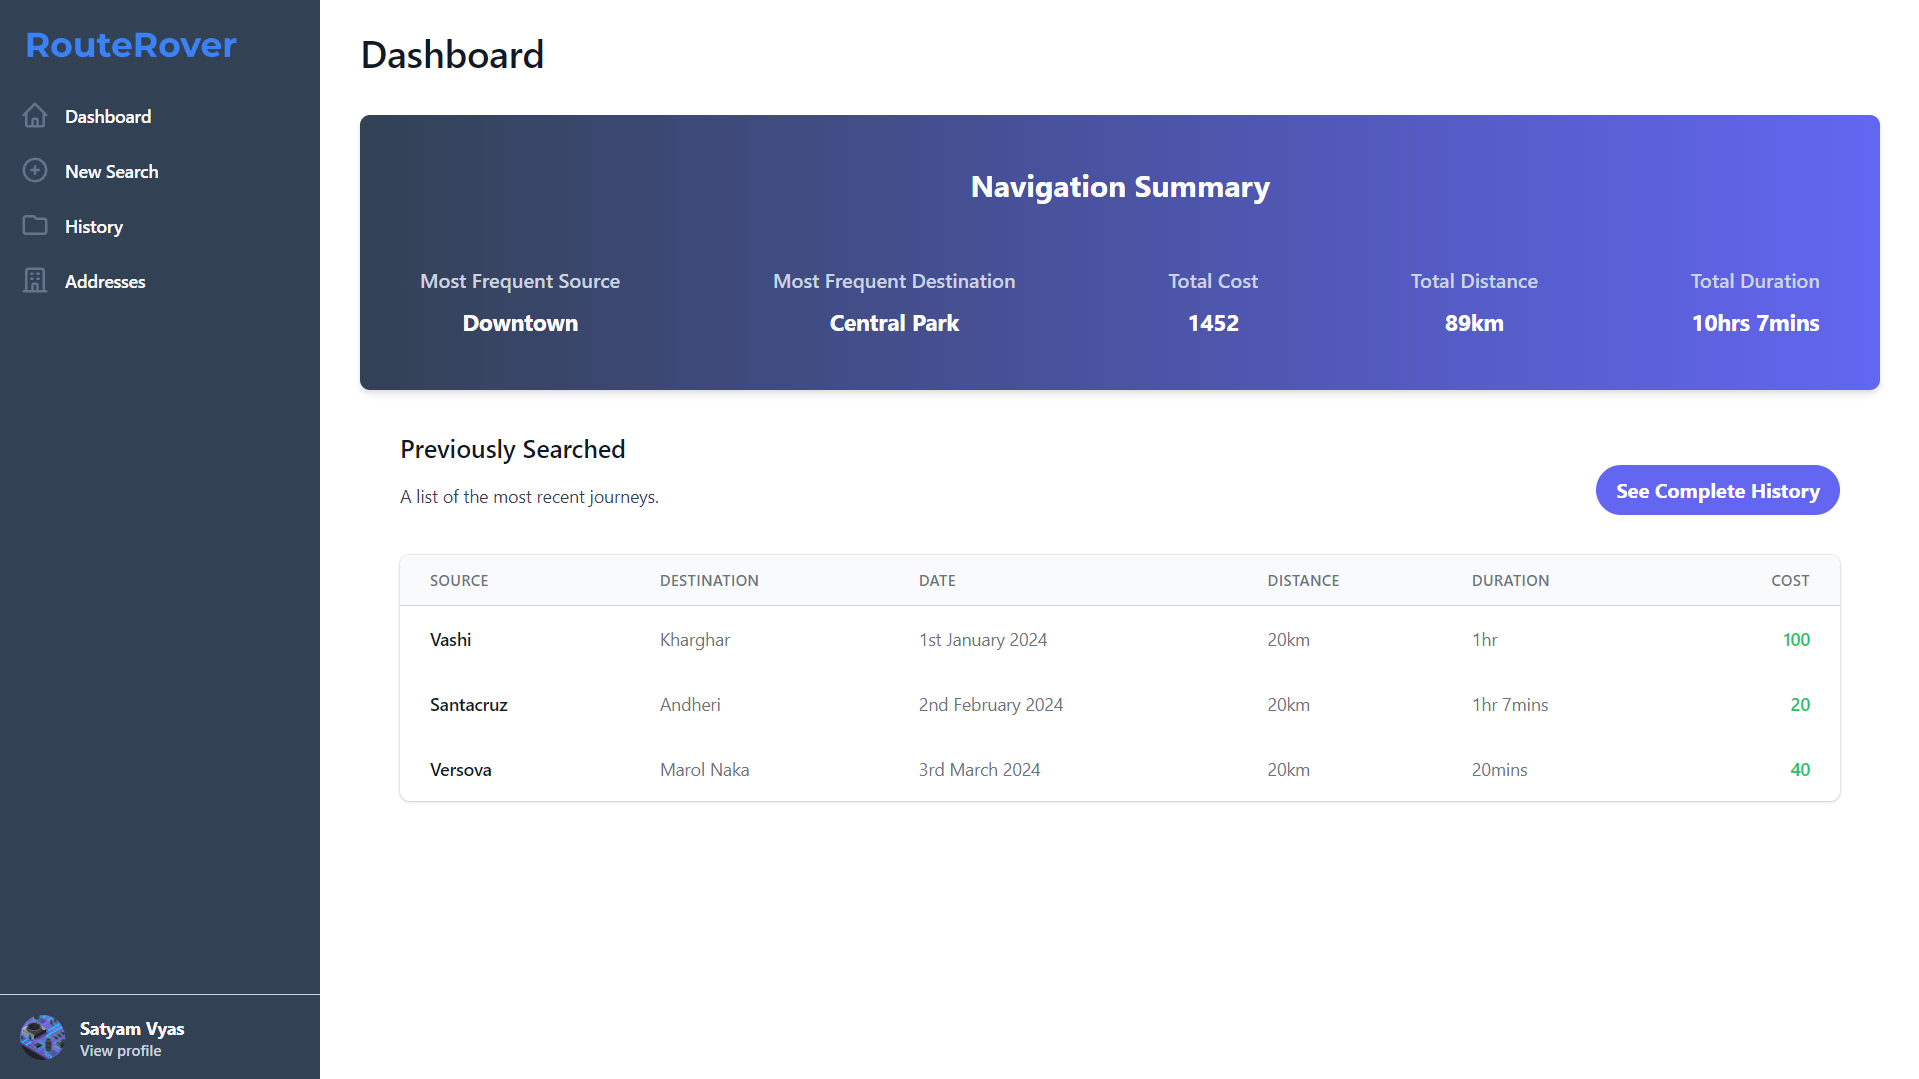 RouteRover
Dashboard
New Search
History
Addresses
Satyam Vyas
View profile
Dashboard
Navigation Summary
Most Frequent Source Most Frequent Destination Total Cost Total Distance Total Duration
Downtown Central Park 1452 89km 10hrs 7mins
Previously Searched
A list of the most recent journeys.
See Complete History
SOURCE DESTINATION DATE DISTANCE DURATION COST
Vashi Kharghar 1st January 2024 20km 1hr 100
Santacruz Andheri 2nd February 2024 20km 1hr 7mins 20
Versova Marol Naka 3rd March 2024 20km 20mins 40